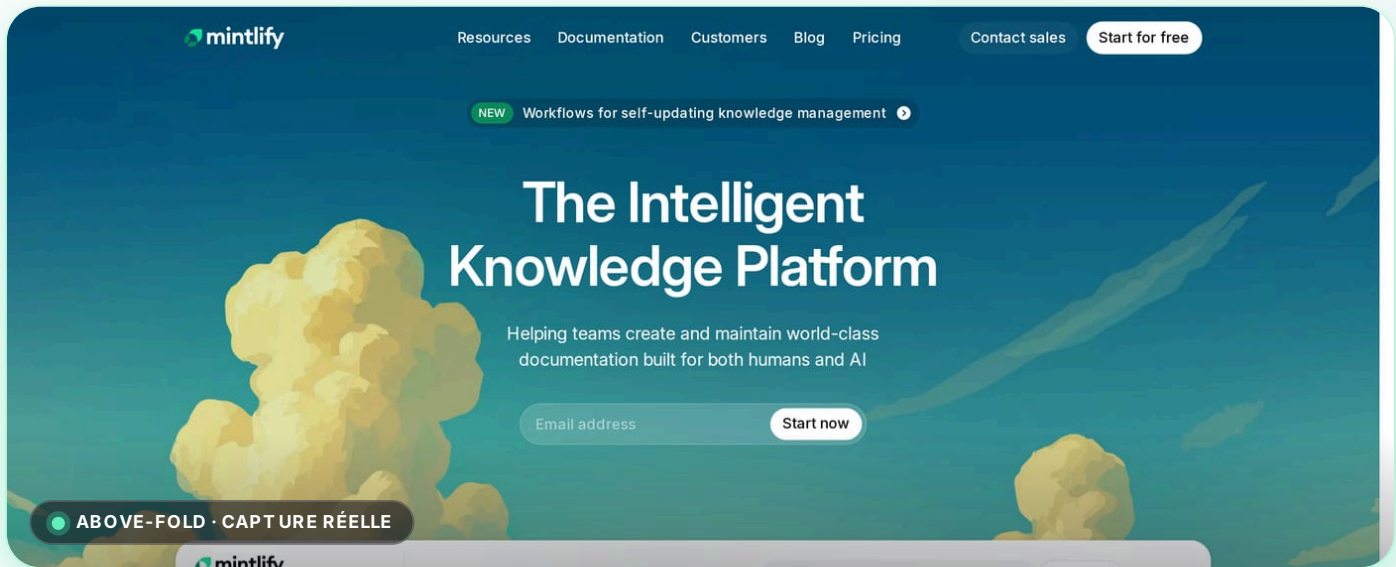 mintlify
Resources Documentation Customers Blog Pricing Contact sales Start for free
NEW Workflows for self-updating knowledge management
The Intelligent
Knowledge Platform
Helping teams create and maintain world-class
documentation built for both humans and AI
Email address Start now
ABOVE-FOLD · CAPTURE RÉELLE
mintlify